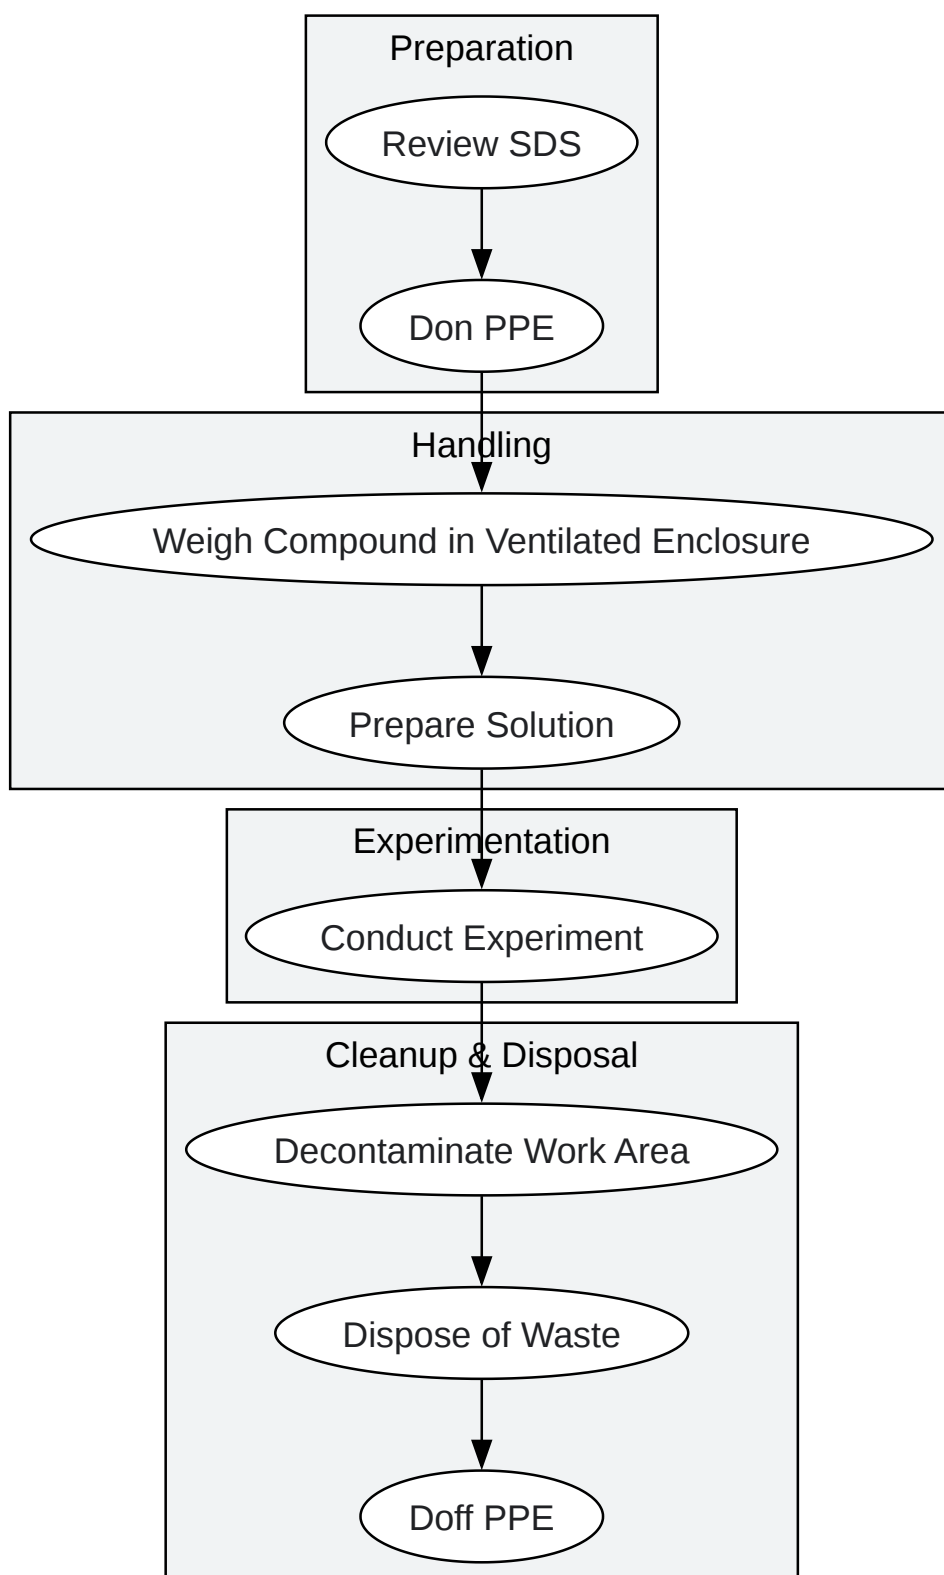 Preparation
Review SDS
Don PPE
Handling
Weigh Compound in Ventilated Enclosure
Prepare Solution
Experimentation
Conduct Experiment
Cleanup & Disposal
Decontaminate Work Area
Dispose of Waste
Doff PPE